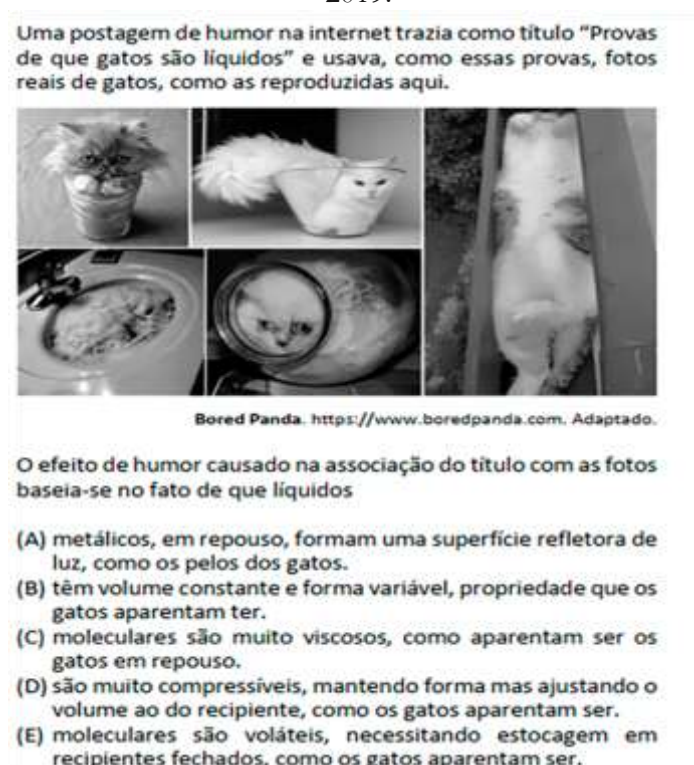 2019.
Uma postagem de humor na internet trazia como título “Provas
de que gatos são líquidos” e usava, como essas provas, fotos
reais de gatos, como as reproduzidas aqui.
Bored Panda. https://www.boredpanda.com. Adaptado.
O efeito de humor causado na associação do título com as fotos
baseia-se no fato de que líquidos
(A) metálicos, em repouso, formam uma superfície refletora de
luz, como os pelos dos gatos.
(B) têm volume constante e forma variável, propriedade que os
gatos aparentam ter.
(C) moleculares são muito viscosos, como aparentam ser os
gatos em repouso.
(D) são muito compressíveis, mantendo forma mas ajustando o
volume ao do recipiente, como os gatos aparentam ser.
(E) moleculares são voláteis, necessitando estocagem em
recipientes fechados, como os gatos aparentam ser.